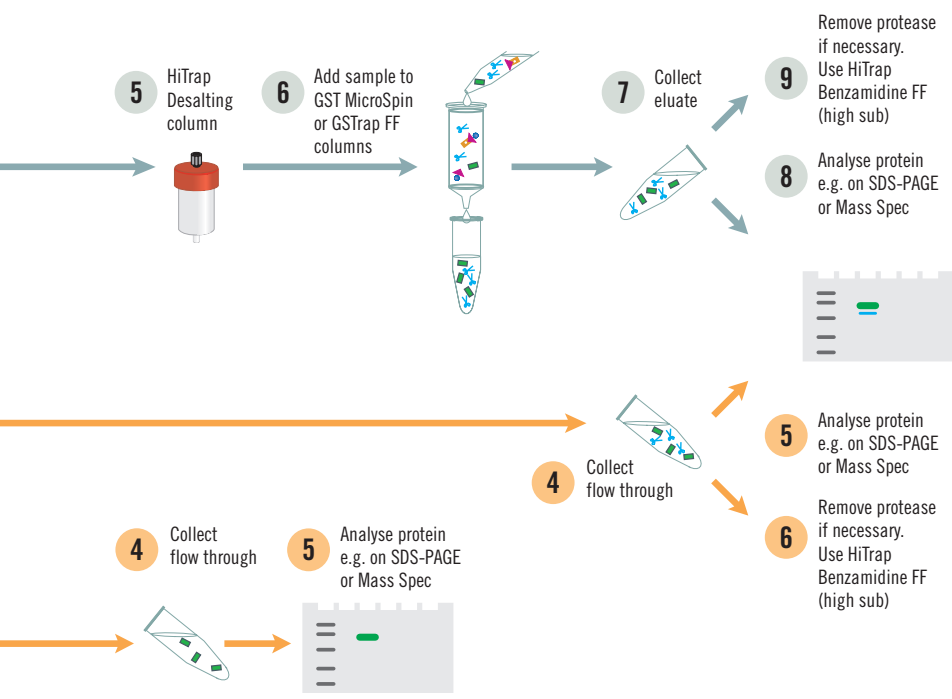 5
HiTrap
Desalting
column
6
Add sample to
GST MicroSpin
or GSTrap FF
columns
7
Collect
eluate
9
Remove protease
if necessary.
Use HiTrap
Benzamidine FF
(high sub)
8
Analyse protein
e.g. on SDS-PAGE
or Mass Spec
4
Collect
flow through
5
Analyse protein
e.g. on SDS-PAGE
or Mass Spec
6
Remove protease
if necessary.
Use HiTrap
Benzamidine FF
(high sub)
4
Collect
flow through
5
Analyse protein
e.g. on SDS-PAGE
or Mass Spec